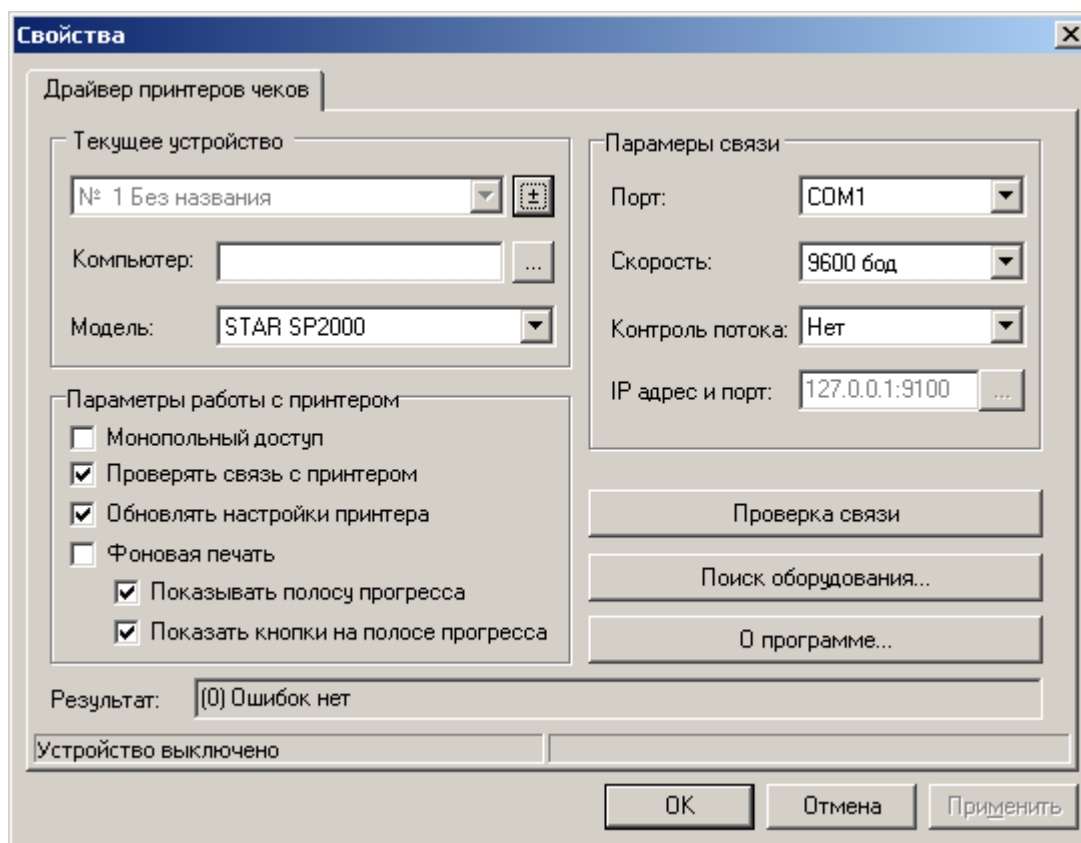 Свойства
Драйвер принтеров чеков
Текущее устройство
№ 1 Без названия
±
Компьютер:
...
Модель:
STAR SP2000
Парамеры связи
Порт:
COM1
Скорость:
9600 бод
Контроль потока:
Нет
IP адрес и порт:
127.0.0.1:9100
...
Параметры работы с принтером
Монопольный доступ
Проверять связь с принтером
Обновлять настройки принтера
Фоновая печать
Показывать полосу прогресса
Показать кнопки на полосе прогресса
Проверка связи
Поиск оборудования...
О программе...
Результат:
(0) Ошибок нет
Устройство выключено
OK
Отмена
Применить